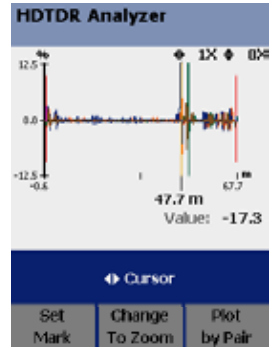 HDTDR Analyzer
% 1X
12.5
0.0
-12.5
-0.6 67.7 m
47.7 m
Value: -17.3
Cursor
Set Mark
Change To Zoom
Plot by Pair